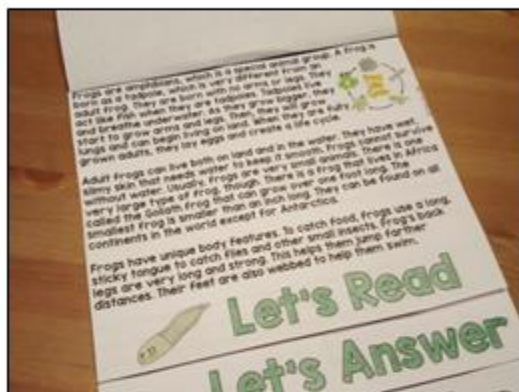 Frogs are amphibians, which is a special animal group. A frog is
born as a tadpole, which is very different from an
adult frog. They are born with no arms or legs. They
act like fish when they are tadpoles. Tadpoles live
and breathe underwater. As they grow bigger, they
start to grow arms and legs. Then, they will grow
lungs and can begin living on land. When they are fully
grown adults, they lay eggs and create a life cycle.
Adult frogs can live both on land and in the water. They have wet,
slimy skin that needs water to keep it smooth. Frogs cannot survive
without water. Usually, frogs are very small animals. There is one
very large type of frog, though. There is a frog that lives in Africa
called the Goliath frog that can grow over one foot long. The
smallest frog is smaller than an inch long. They can be found on all
continents in the world except for Antarctica.
Frogs have unique body features. To catch food, frogs use a long,
sticky tongue to catch flies and other small insects. Frog's back
legs are very long and strong. This helps them jump farther
distances. Their feet are also webbed to help them swim.
Let's Read
Let's Answer